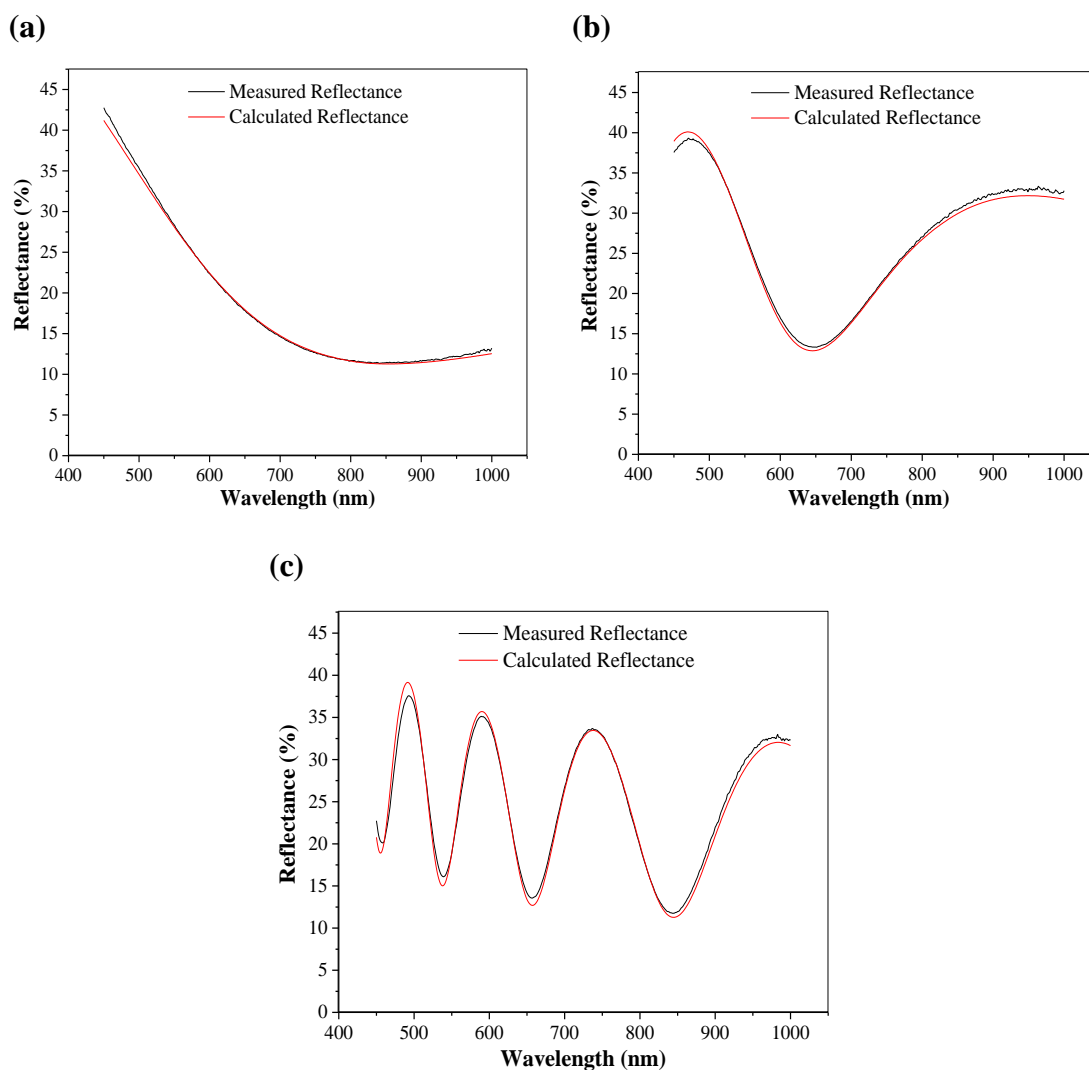 (a)
Measured Reflectance
Calculated Reflectance
45
40
35
30
25
20
15
10
5
0
Reflectance (%)
400 500 600 700 800 900 1000
Wavelength (nm)
(b)
Measured Reflectance
Calculated Reflectance
45
40
35
30
25
20
15
10
5
0
Reflectance (%)
400 500 600 700 800 900 1000
Wavelength (nm)
(c)
Measured Reflectance
Calculated Reflectance
45
40
35
30
25
20
15
10
5
0
Reflectance (%)
400 500 600 700 800 900 1000
Wavelength (nm)